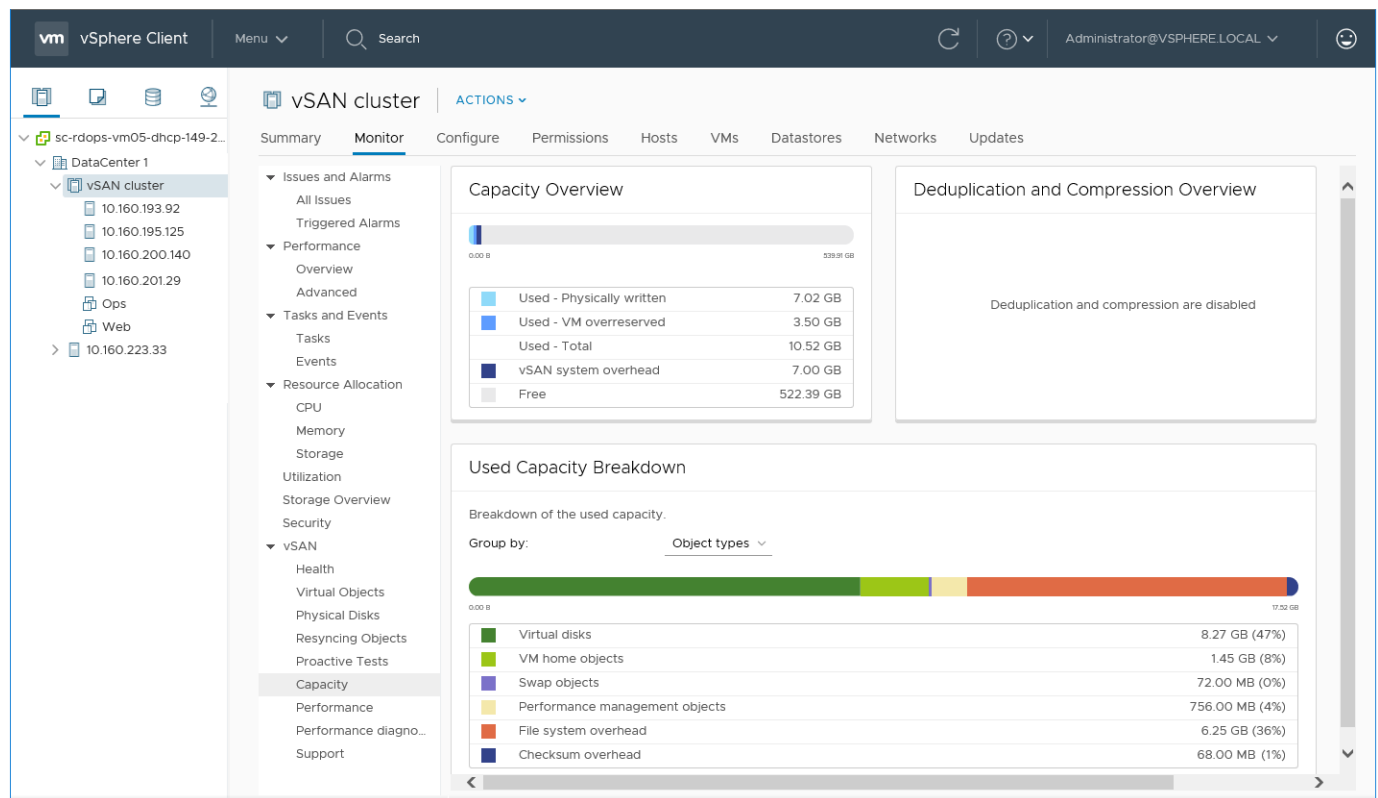 vm vSphere Client Menu Search Administrator@VSPHERE.LOCAL
sc-rdops-vm05-dhcp-149-2...
DataCenter 1
vSAN cluster
10.160.193.92
10.160.195.125
10.160.200.140
10.160.201.29
Ops
Web
10.160.223.33
vSAN cluster ACTIONS
Summary Monitor Configure Permissions Hosts VMs Datastores Networks Updates
Issues and Alarms
All Issues
Triggered Alarms
Performance
Overview
Advanced
Tasks and Events
Tasks
Events
Resource Allocation
CPU
Memory
Storage
Utilization
Storage Overview
Security
vSAN
Health
Virtual Objects
Physical Disks
Resyncing Objects
Proactive Tests
Capacity
Performance
Performance diagno...
Support
Capacity Overview
0.00 B 539.91 GB
Used - Physically written 7.02 GB
Used - VM overreserved 3.50 GB
Used - Total 10.52 GB
vSAN system overhead 7.00 GB
Free 522.39 GB
Deduplication and Compression Overview
Deduplication and compression are disabled
Used Capacity Breakdown
Breakdown of the used capacity.
Group by: Object types
0.00 B 17.52 GB
Virtual disks 8.27 GB (47%)
VM home objects 1.45 GB (8%)
Swap objects 72.00 MB (0%)
Performance management objects 756.00 MB (4%)
File system overhead 6.25 GB (36%)
Checksum overhead 68.00 MB (1%)